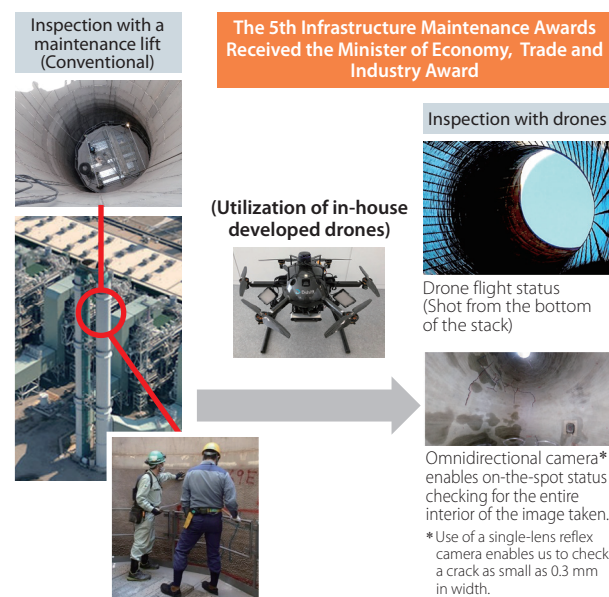 Inspection with a
maintenance lift
(Conventional)
The 5th Infrastructure Maintenance Awards
Received the Minister of Economy, Trade and
Industry Award
Inspection with drones
(Utilization of in-house
developed drones)
Drone flight status
(Shot from the bottom
of the stack)
Omnidirectional camera*
enables on-the-spot status
checking for the entire
interior of the image taken.
* Use of a single-lens reflex
camera enables us to check
a crack as small as 0.3 mm
in width.